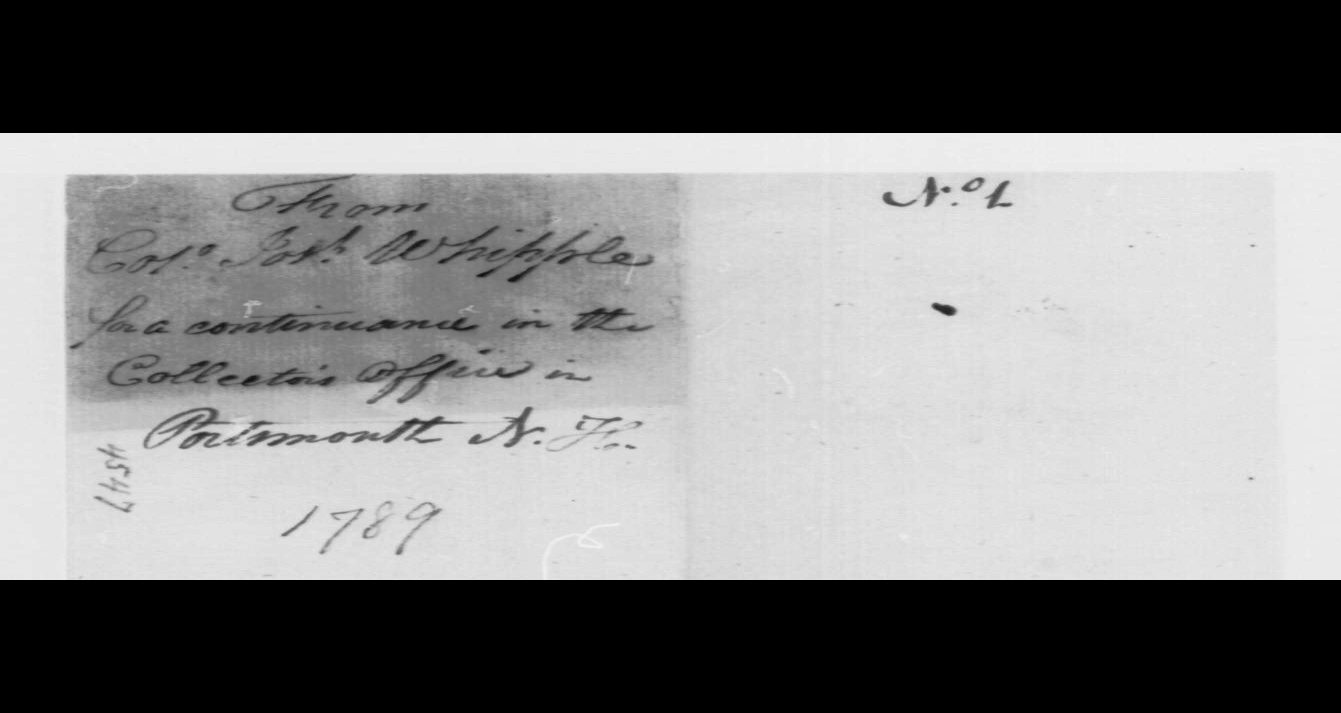 From
Colo. Josh. Whipple
for a continuance in the
Collector's office in
Portsmouth N. H.
1789
4547
No. 1